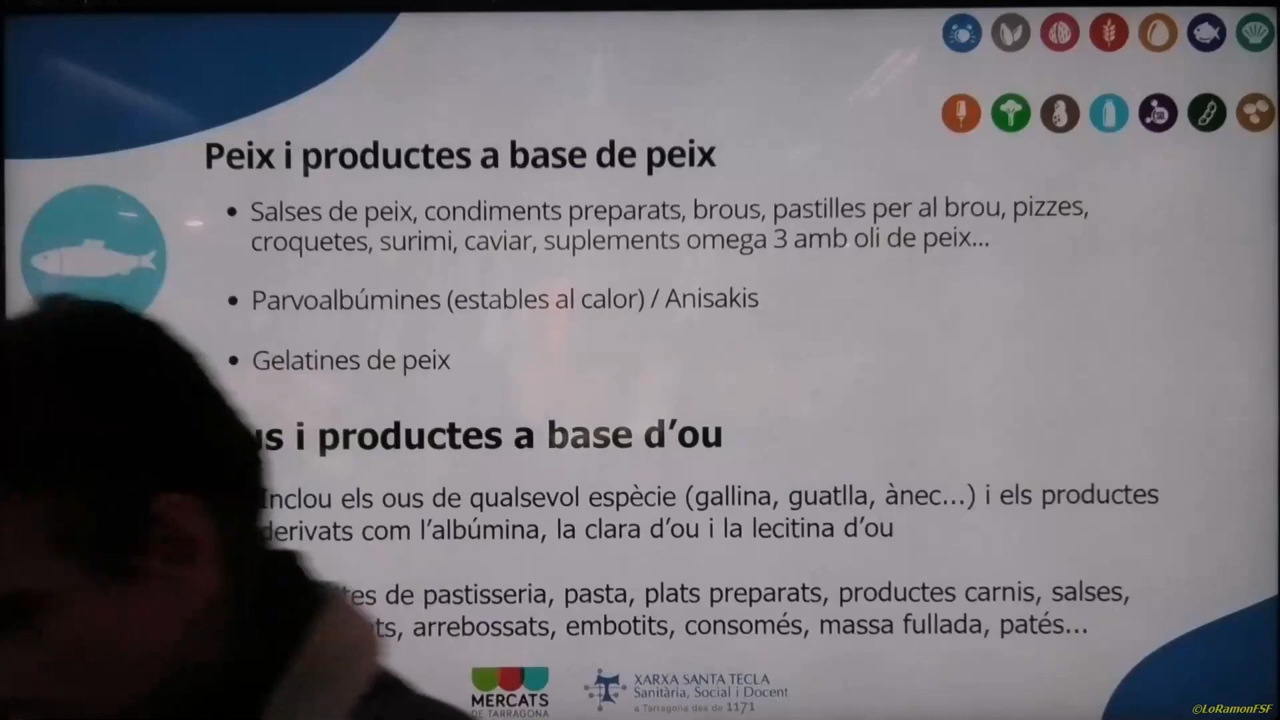 Peix i productes a base de peix
• Salses de peix, condiments preparats, brous, pastilles per al brou, pizzes,
croquetes, surimi, caviar, suplements omega 3 amb oli de peix...
• Parvoalbúmines (estables al calor) / Anisakis
• Gelatines de peix
i productes a base d'ou
Inclou els ous de qualsevol espècie (gallina, guatlla, ànec...) i els productes
derivats com l'albúmina, la clara d'ou i la lecitina d'ou
de pastisseria, pasta, plats preparats, productes carnis, salses,
arrebossats, embotits, consomés, massa fullada, patés...
MERCATS
DE TARRAGONA
XARXA SANTA TECLA
Sanitària, Social i Docent
a Tarragona des de 1171
©LoRamonFSF